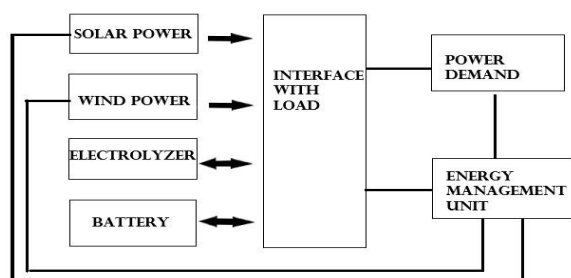 SOLAR POWER
WIND POWER
ELECTROLYZER
BATTERY
INTERFACE
WITH
LOAD
POWER
DEMAND
ENERGY
MANAGEMENT
UNIT